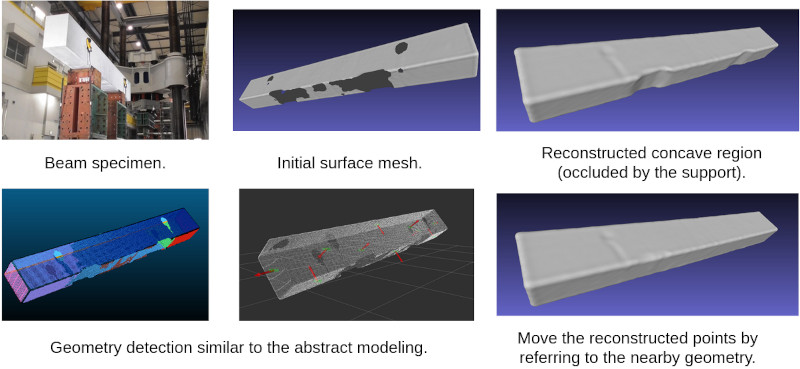 Beam specimen.
Initial surface mesh.
Reconstructed concave region
(occluded by the support).
Geometry detection similar to the abstract modeling.
Move the reconstructed points by
referring to the nearby geometry.